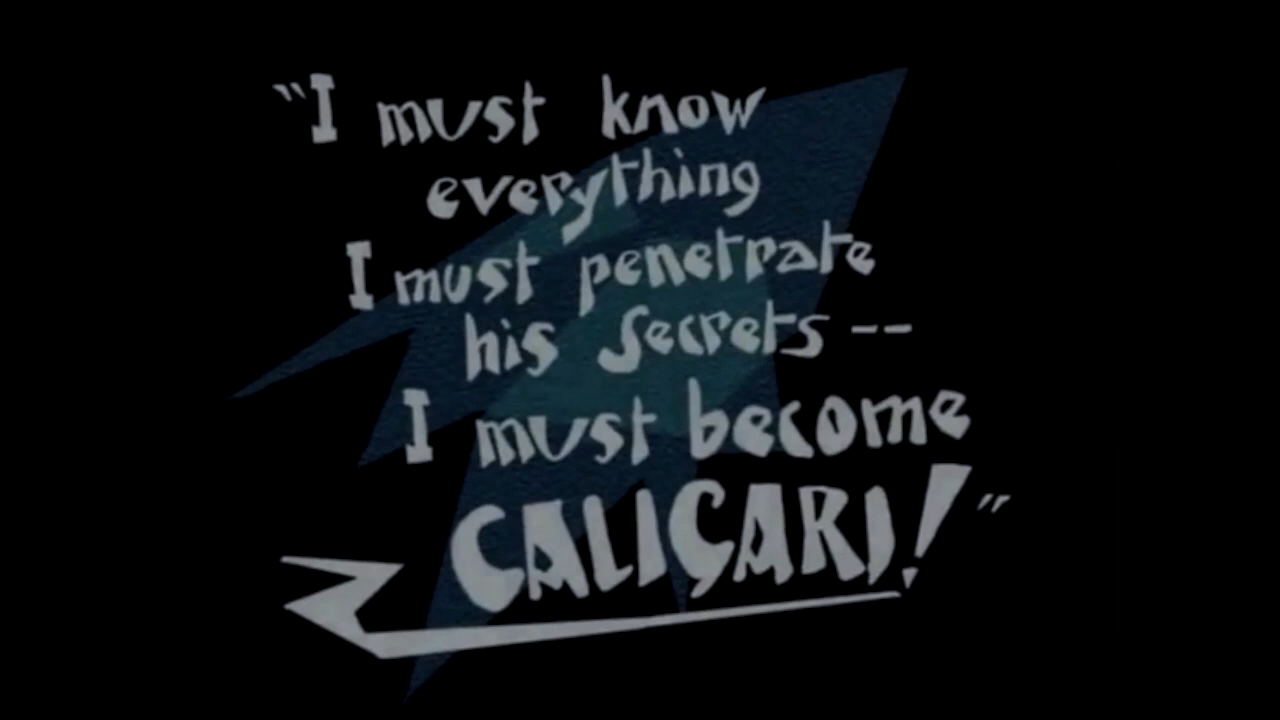 “I must know
everything
I must penetrate
his secrets --
I must become
CALIGARI!”